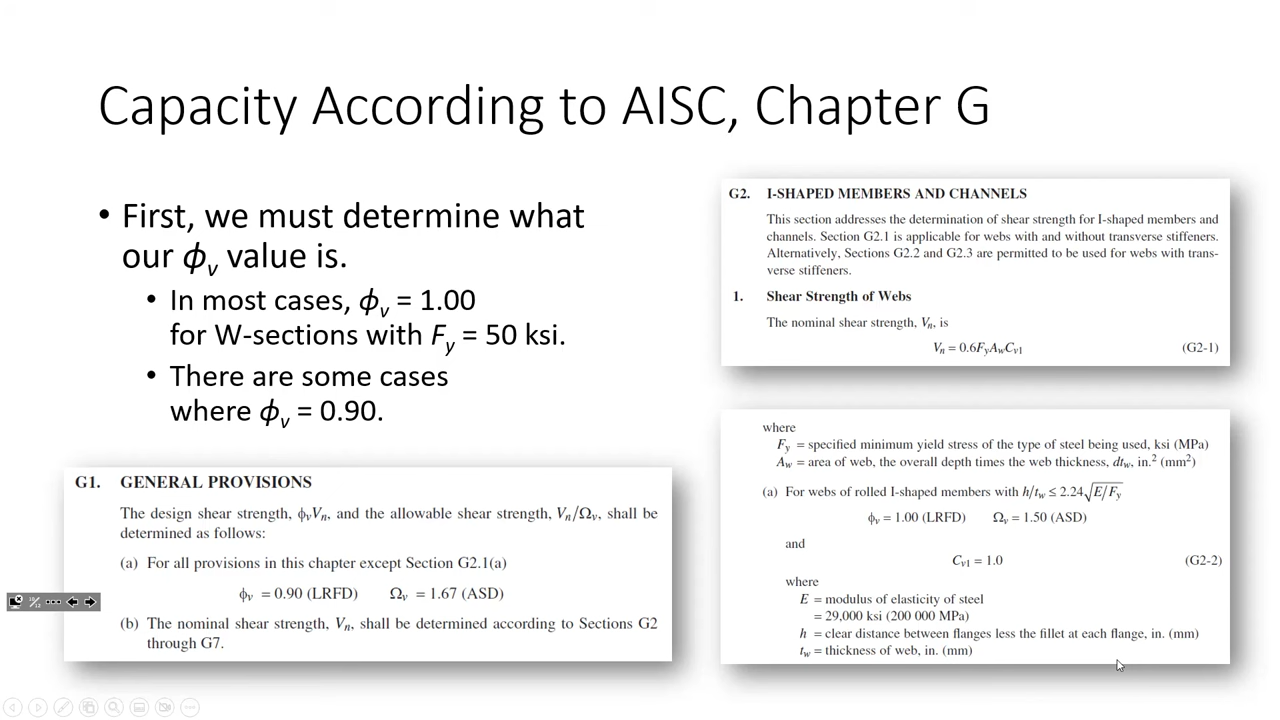 Capacity According to AISC, Chapter G
• First, we must determine what
our ϕv value is.
• In most cases, ϕv = 1.00
for W-sections with Fy = 50 ksi.
• There are some cases
where ϕv = 0.90.
G1. GENERAL PROVISIONS
The design shear strength, ϕvVn, and the allowable shear strength, Vn/Ωv, shall be
determined as follows:
(a) For all provisions in this chapter except Section G2.1(a)
ϕv = 0.90 (LRFD) Ωv = 1.67 (ASD)
(b) The nominal shear strength, Vn, shall be determined according to Sections G2
through G7.
G2. I-SHAPED MEMBERS AND CHANNELS
This section addresses the determination of shear strength for I-shaped members and
channels. Section G2.1 is applicable for webs with and without transverse stiffeners.
Alternatively, Sections G2.2 and G2.3 are permitted to be used for webs with trans-
verse stiffeners.
1. Shear Strength of Webs
The nominal shear strength, Vn, is
Vn = 0.6FyAwCv1 (G2-1)
where
Fy = specified minimum yield stress of the type of steel being used, ksi (MPa)
Aw = area of web, the overall depth times the web thickness, dtw, in.² (mm²)
(a) For webs of rolled I-shaped members with h/tw ≤ 2.24√E/Fy
ϕv = 1.00 (LRFD) Ωv = 1.50 (ASD)
and
Cv1 = 1.0 (G2-2)
where
E = modulus of elasticity of steel
= 29,000 ksi (200 000 MPa)
h = clear distance between flanges less the fillet at each flange, in. (mm)
tw = thickness of web, in. (mm)